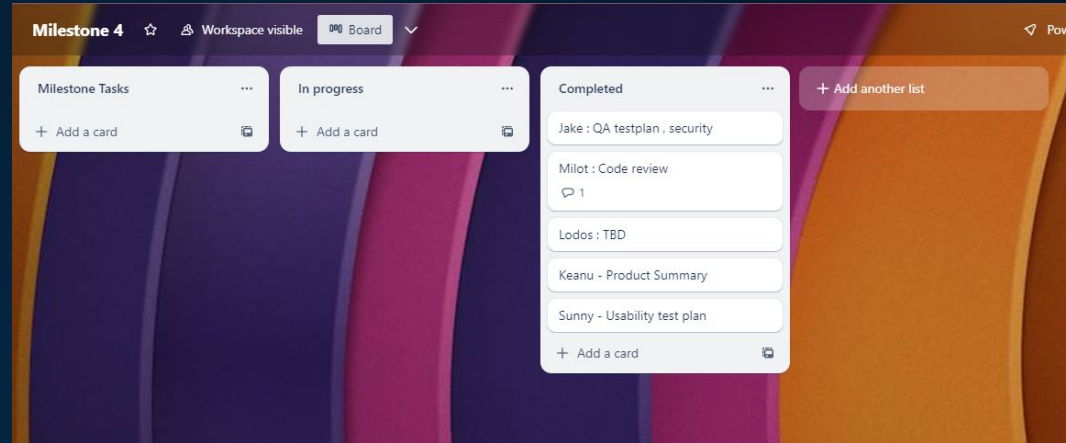 Milestone 4 Workspace visible Board
Milestone Tasks
Add a card
In progress
Add a card
Completed
Jake : QA testplan , security
Milot : Code review
1
Lodos : TBD
Keanu - Product Summary
Sunny - Usability test plan
Add a card
Add another list